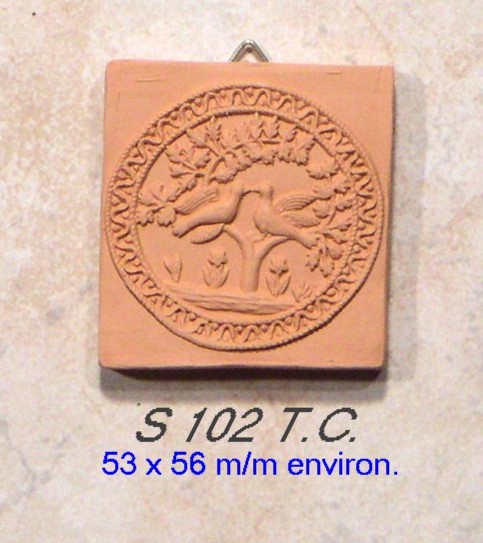 S 102 T.C.
53 x 56 m/m environ.